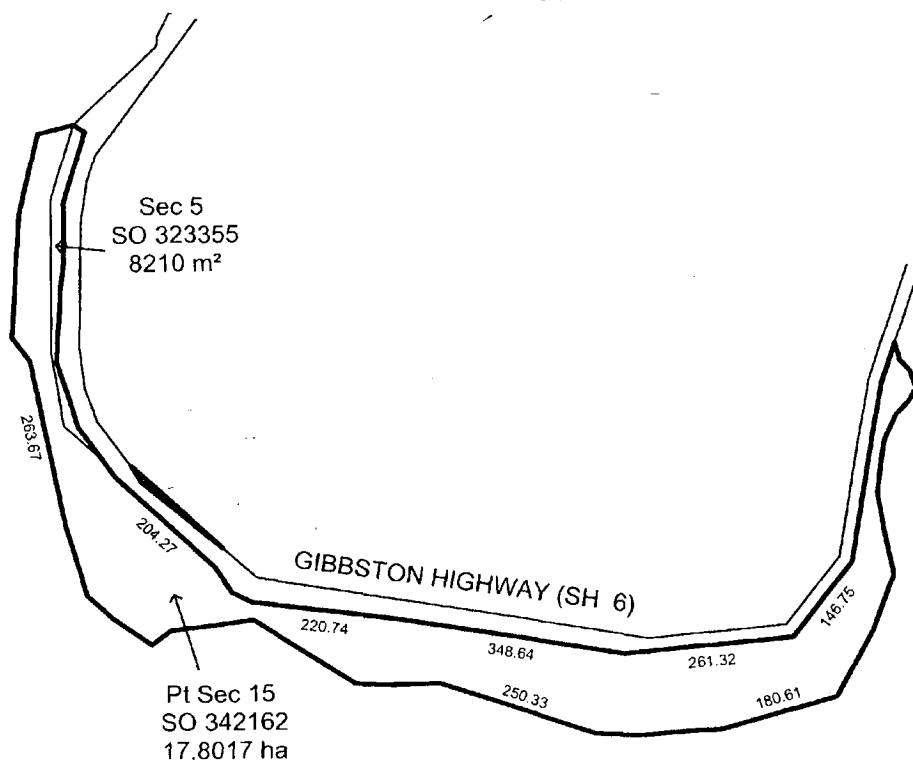 Sec 5
SO 323355
8210 m²
263.67
204.27
GIBBSTON HIGHWAY (SH 6)
220.74
348.64
261.32
146.75
250.33
180.61
Pt Sec 15
SO 342162
17.8017 ha